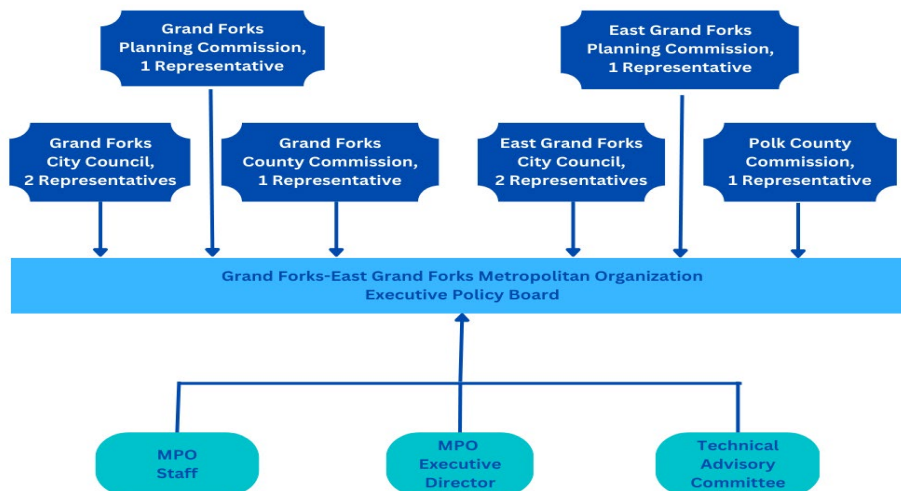 Grand Forks
Planning Commission,
1 Representative
East Grand Forks
Planning Commission,
1 Representative
Grand Forks
City Council,
2 Representatives
Grand Forks
County Commission,
1 Representative
East Grand Forks
City Council,
2 Representatives
Polk County
Commission,
1 Representative
Grand Forks-East Grand Forks Metropolitan Organization
Executive Policy Board
MPO
Staff
MPO
Executive
Director
Technical
Advisory
Committee